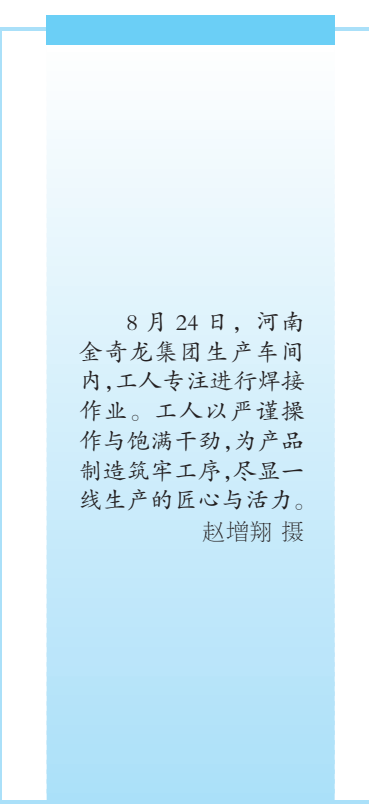 8 月 24 日，河南
金奇龙集团生产车间
内，工人专注进行焊接
作业。工人以严谨操
作与饱满干劲，为产品
制造筑牢工序，尽显一
线生产的匠心与活力。
赵增翔 摄